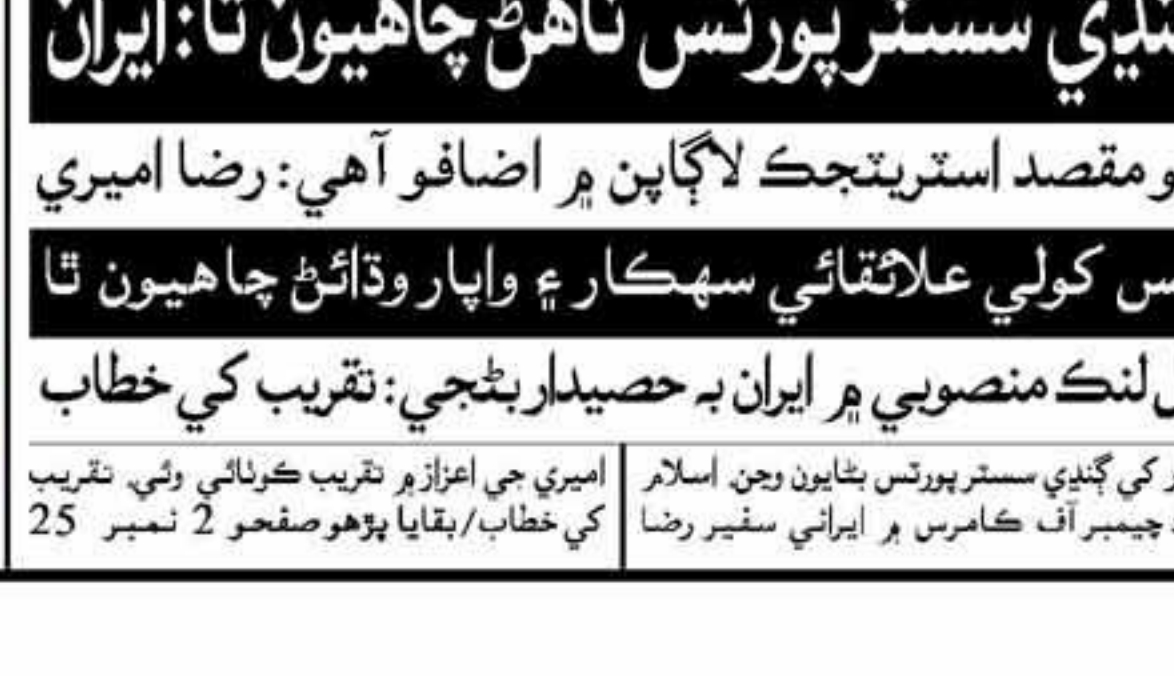 سسٽر پورٽس ٺاهڻ چاهيون ٿا: ايران
مقصد اسٽريٽجڪ لاڳاپن ۾ اضافو آهي: رضا اميري
کولي علائقائي سهڪار ۽ واپار وڌائڻ چاهيون ٿا
لنڪ منصوبي ۾ ايران به حصيدار بڻجي: تقريب کي خطاب
کي ڳنڍي سسٽر پورٽس بڻايون وڃن. اسلام
چيمبر آف ڪامرس ۾ ايراني سفير رضا
اميري جي اعزاز ۾ تقريب ڪوٺائي وئي. تقريب
کي خطاب/بقايا پڙهو صفحو 2 نمبر 25